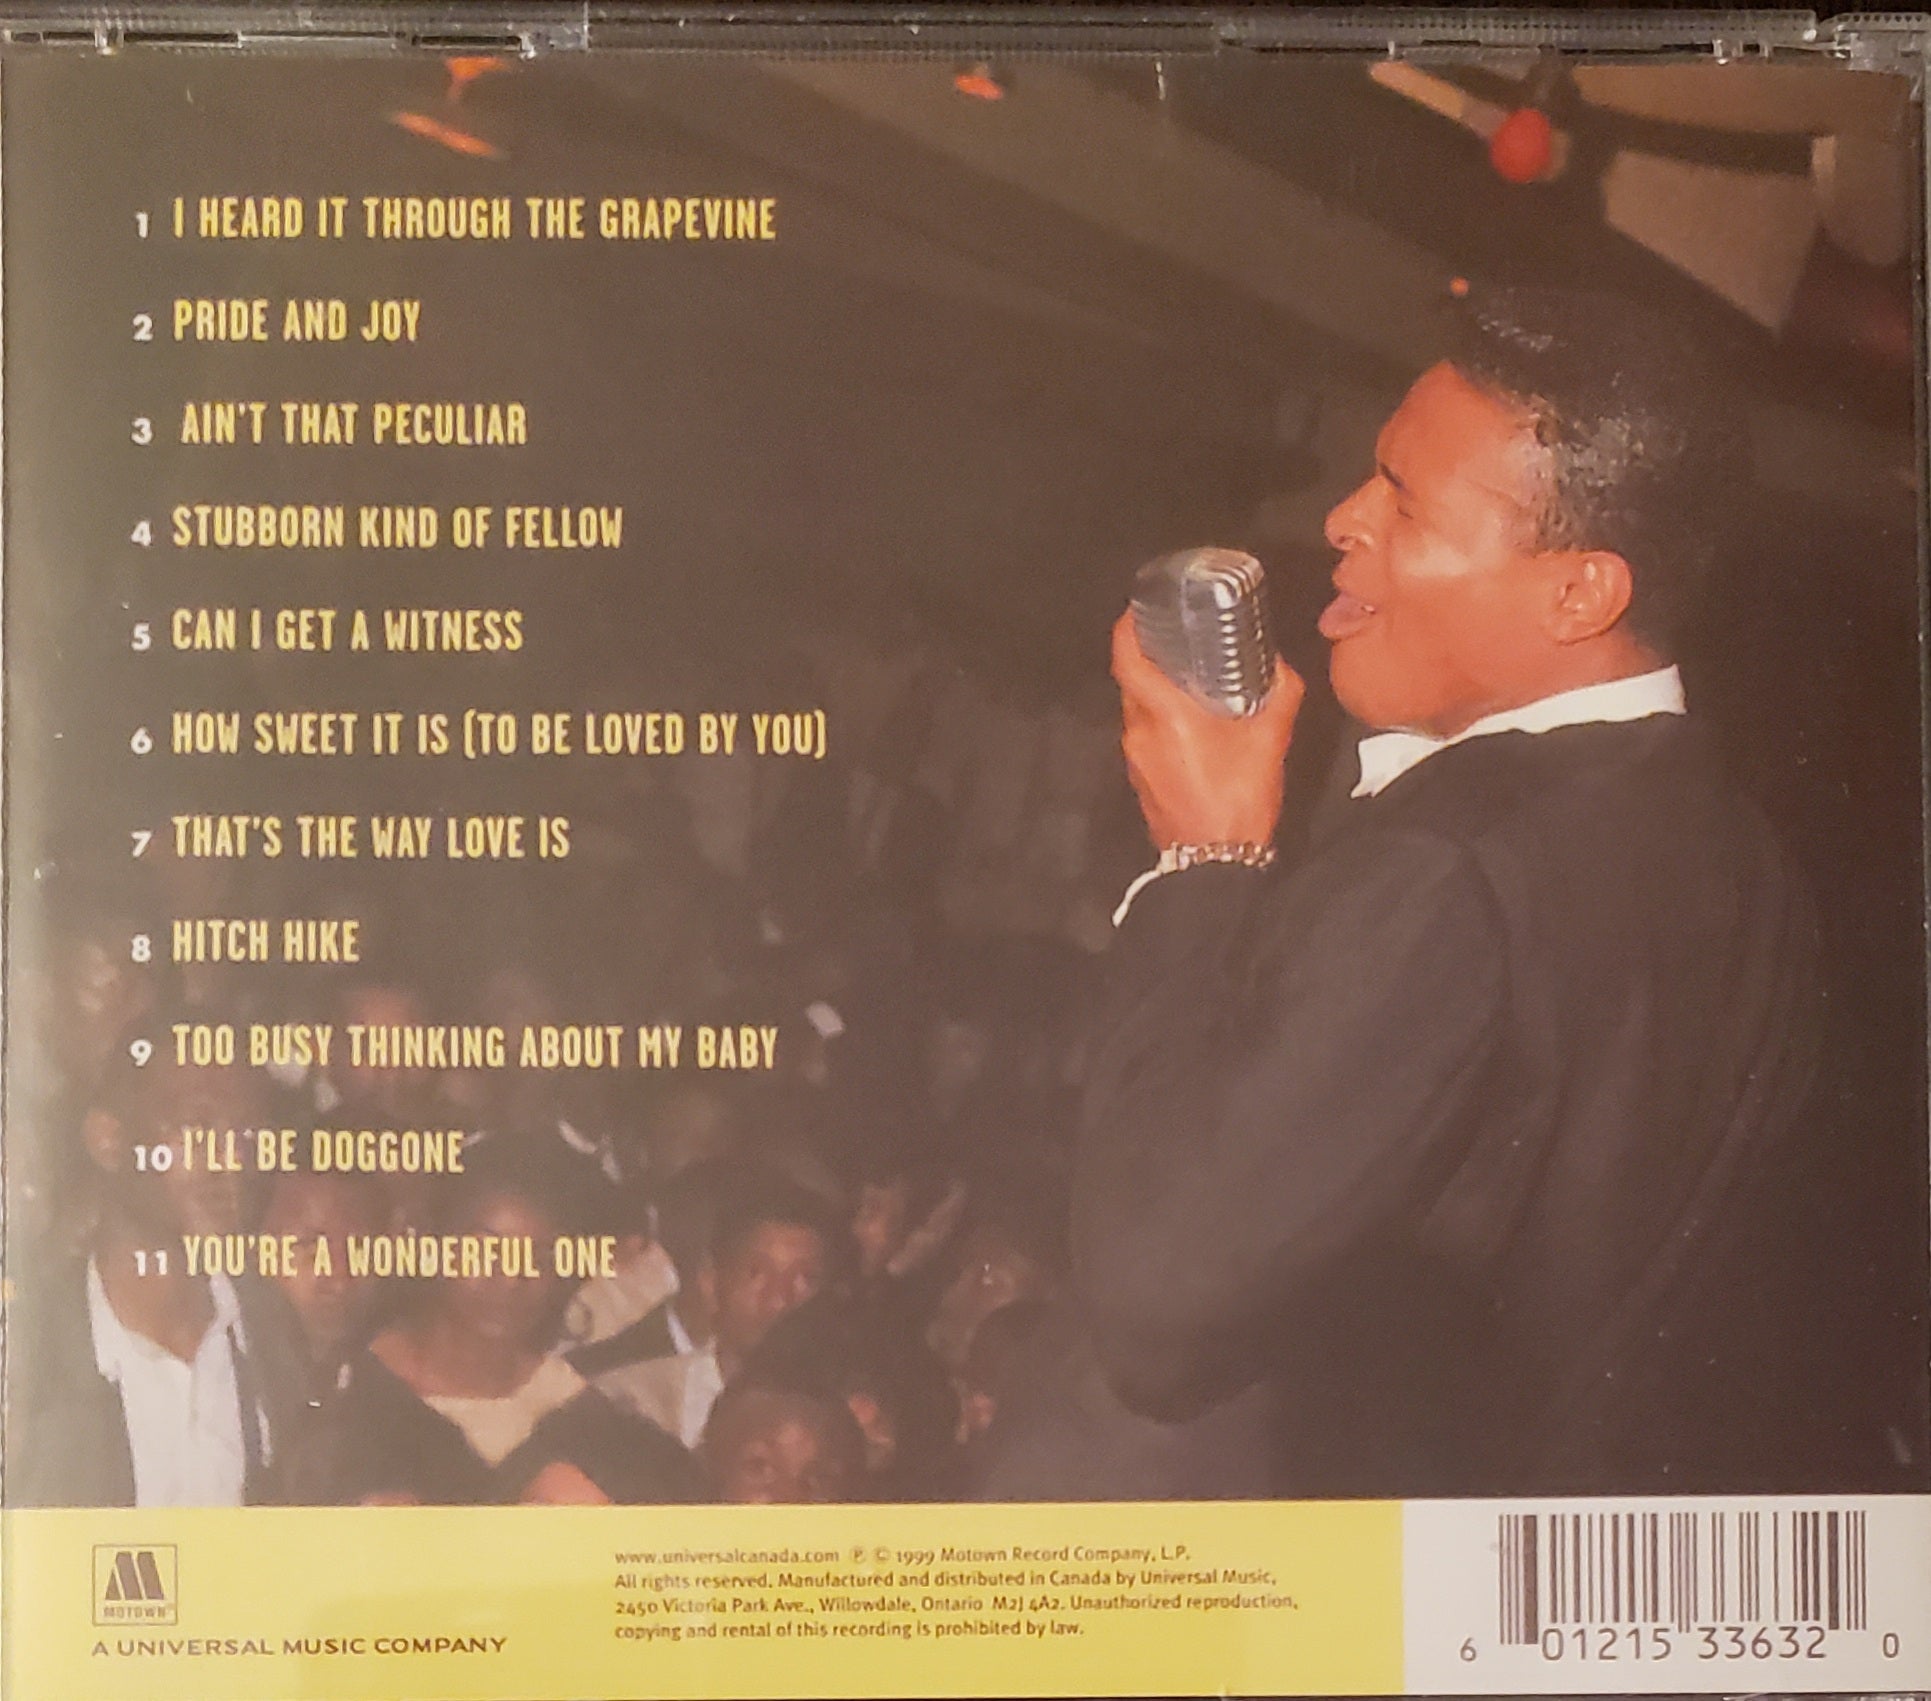 1 I HEARD IT THROUGH THE GRAPEVINE
2 PRIDE AND JOY
3 AIN'T THAT PECULIAR
4 STUBBORN KIND OF FELLOW
5 CAN I GET A WITNESS
6 HOW SWEET IT IS (TO BE LOVED BY YOU)
7 THAT'S THE WAY LOVE IS
8 HITCH HIKE
9 TOO BUSY THINKING ABOUT MY BABY
10 I'LL BE DOGGONE
11 YOU'RE A WONDERFUL ONE
M
MOTOWN
A UNIVERSAL MUSIC COMPANY
www.universalcanada.com ℗ © 1999 Motown Record Company, L.P.
All rights reserved. Manufactured and distributed in Canada by Universal Music,
2450 Victoria Park Ave., Willowdale, Ontario M2J 4A2. Unauthorized reproduction,
copying and rental of this recording is prohibited by law.
6 01215 33632 0